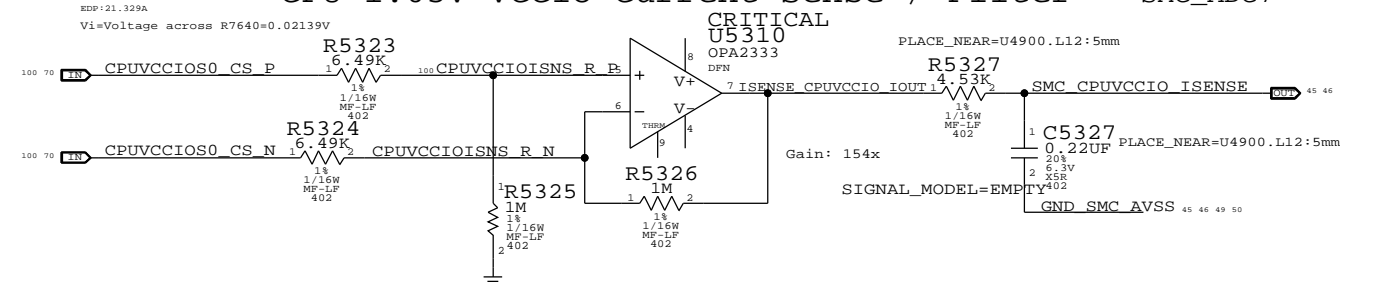 EDP:21.329A
Vi=Voltage across R7640=0.02139V
CRITICAL
U5310
OPA2333
DFN
PLACE_NEAR=U4900.L12:5mm
R5323
6.49K
100 70 IN CPUVCCIOS0_CS_P 1 2 100 CPUVCCIOISNS_R_P 5
1%
1/16W
MF-LF
402
+ V+ 8
7 ISENSE_CPUVCCIO_IOUT
R5327
4.53K
1 2 SMC_CPUVCCIO_ISENSE OUT 45 46
1%
1/16W
MF-LF
402
6 - V-
THRM
9 4
R5324
6.49K
100 70 IN CPUVCCIOS0_CS_N 1 2 CPUVCCIOISNS_R_N
1%
1/16W
MF-LF
402
Gain: 154x
1 C5327
0.22UF
PLACE_NEAR=U4900.L12:5mm
20%
6.3V
2 X5R
402
SIGNAL_MODEL=EMPTY
R5326
1M
1 2
1%
1/16W
MF-LF
402
1 R5325
1M
1%
1/16W
MF-LF
2 402
GND_SMC_AVSS 45 46 49 50